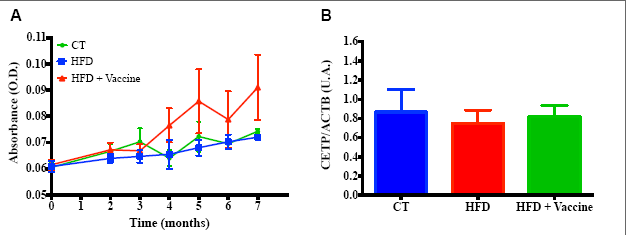 A
Absorbance (O.D.)
0.11
0.10
0.09
0.08
0.07
0.06
0.05
CT
HFD
HFD + Vaccine
0 1 2 3 4 5 6 7
Time (months)
B
CETP/ACTB (U.A.)
1.6
1.4
1.2
1.0
0.8
0.6
0.4
0.2
0.0
CT HFD HFD + Vaccine